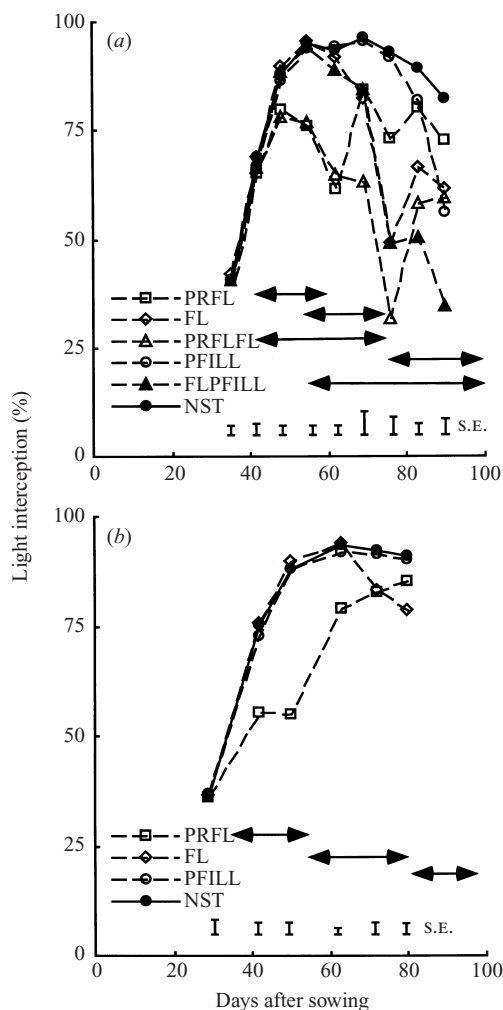 (a)
100
75
50
25
0
PRFL
FL
PRFLFL
PFILL
FLPFILL
NST
S.E.
0 20 40 60 80 100
Light interception (%)
(b)
100
75
50
25
0
PRFL
FL
PFILL
NST
S.E.
0 20 40 60 80 100
Days after sowing